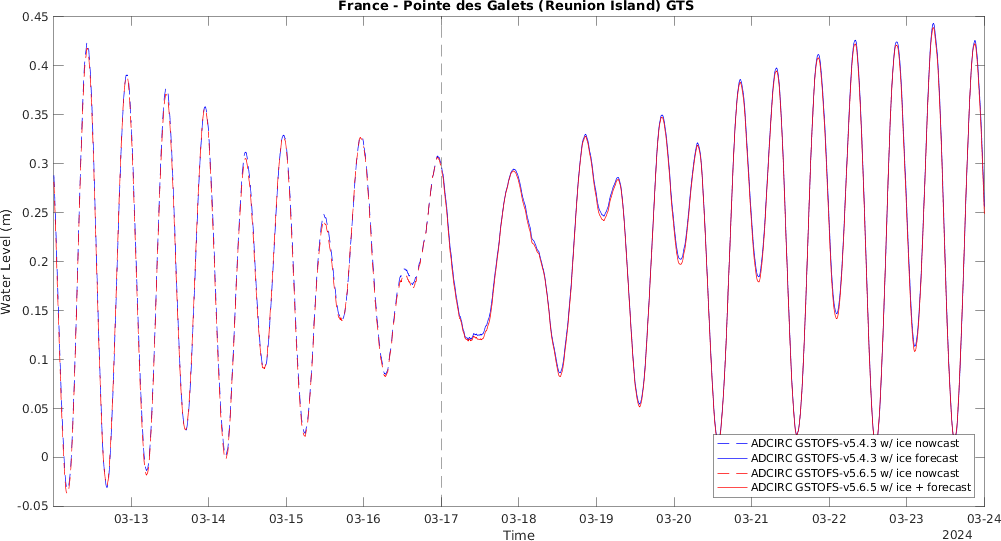 France - Pointe des Galets (Reunion Island) GTS
0.45
0.4
0.35
0.3
0.25
0.2
0.15
0.1
0.05
0
-0.05
Water Level (m)
03-13 03-14 03-15 03-16 03-17 03-18 03-19 03-20 03-21 03-22 03-23 03-24
Time
2024
ADCIRC GSTOFS-v5.4.3 w/ ice nowcast
ADCIRC GSTOFS-v5.4.3 w/ ice forecast
ADCIRC GSTOFS-v5.6.5 w/ ice nowcast
ADCIRC GSTOFS-v5.6.5 w/ ice + forecast